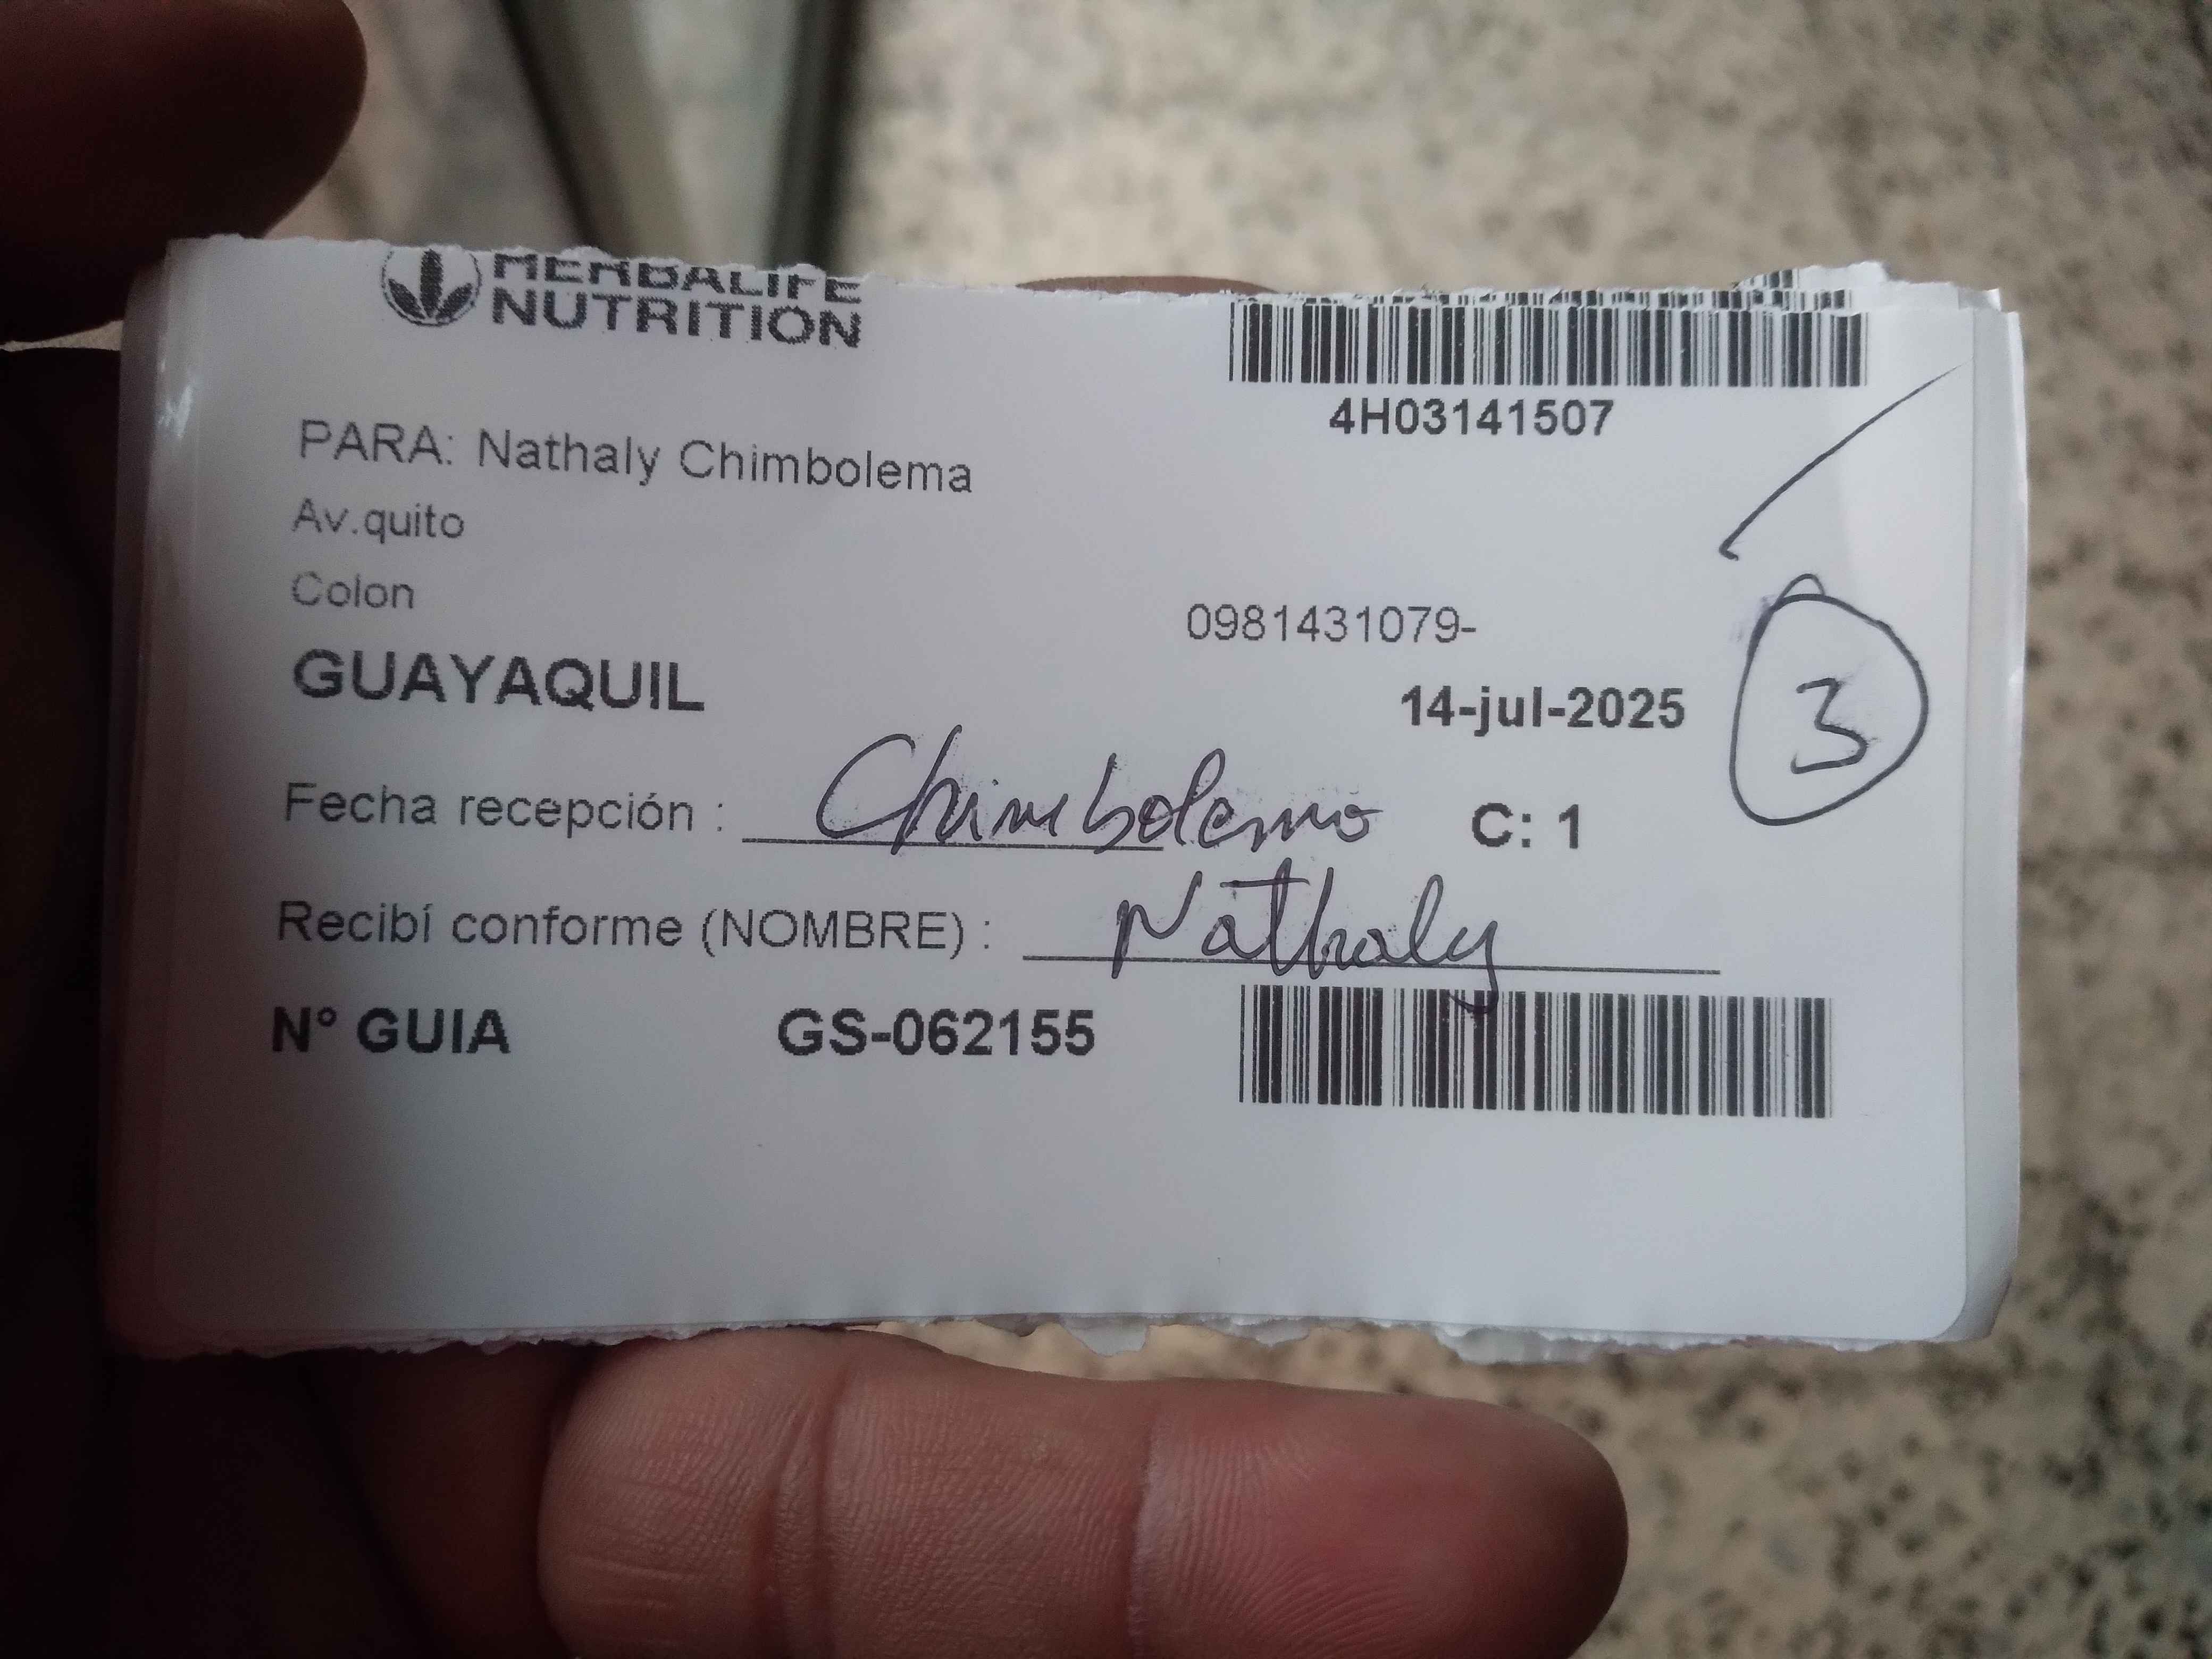 HERBALIFE
NUTRITION
4H03141507
PARA: Nathaly Chimbolema
Av.quito
Colon
0981431079-
GUAYAQUIL
14-jul-2025
3
Fecha recepción : Chimbolema C: 1
Recibí conforme (NOMBRE) : Nathaly
N° GUIA GS-062155